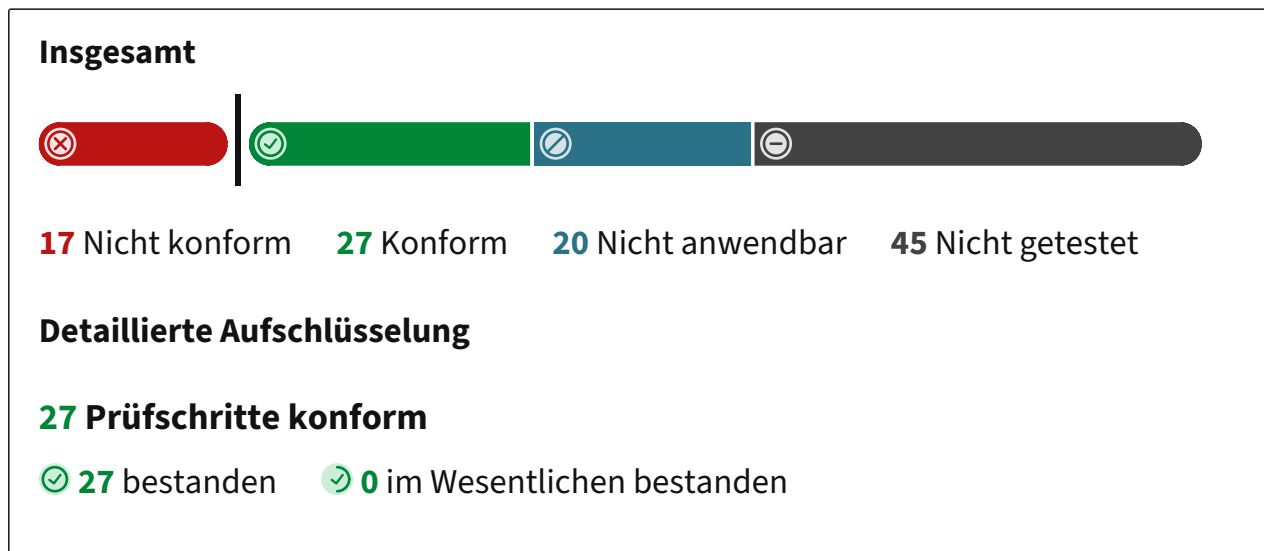 Insgesamt
17 Nicht konform 27 Konform 20 Nicht anwendbar 45 Nicht getestet
Detaillierte Aufschlüsselung
27 Prüfschritte konform
27 bestanden 0 im Wesentlichen bestanden